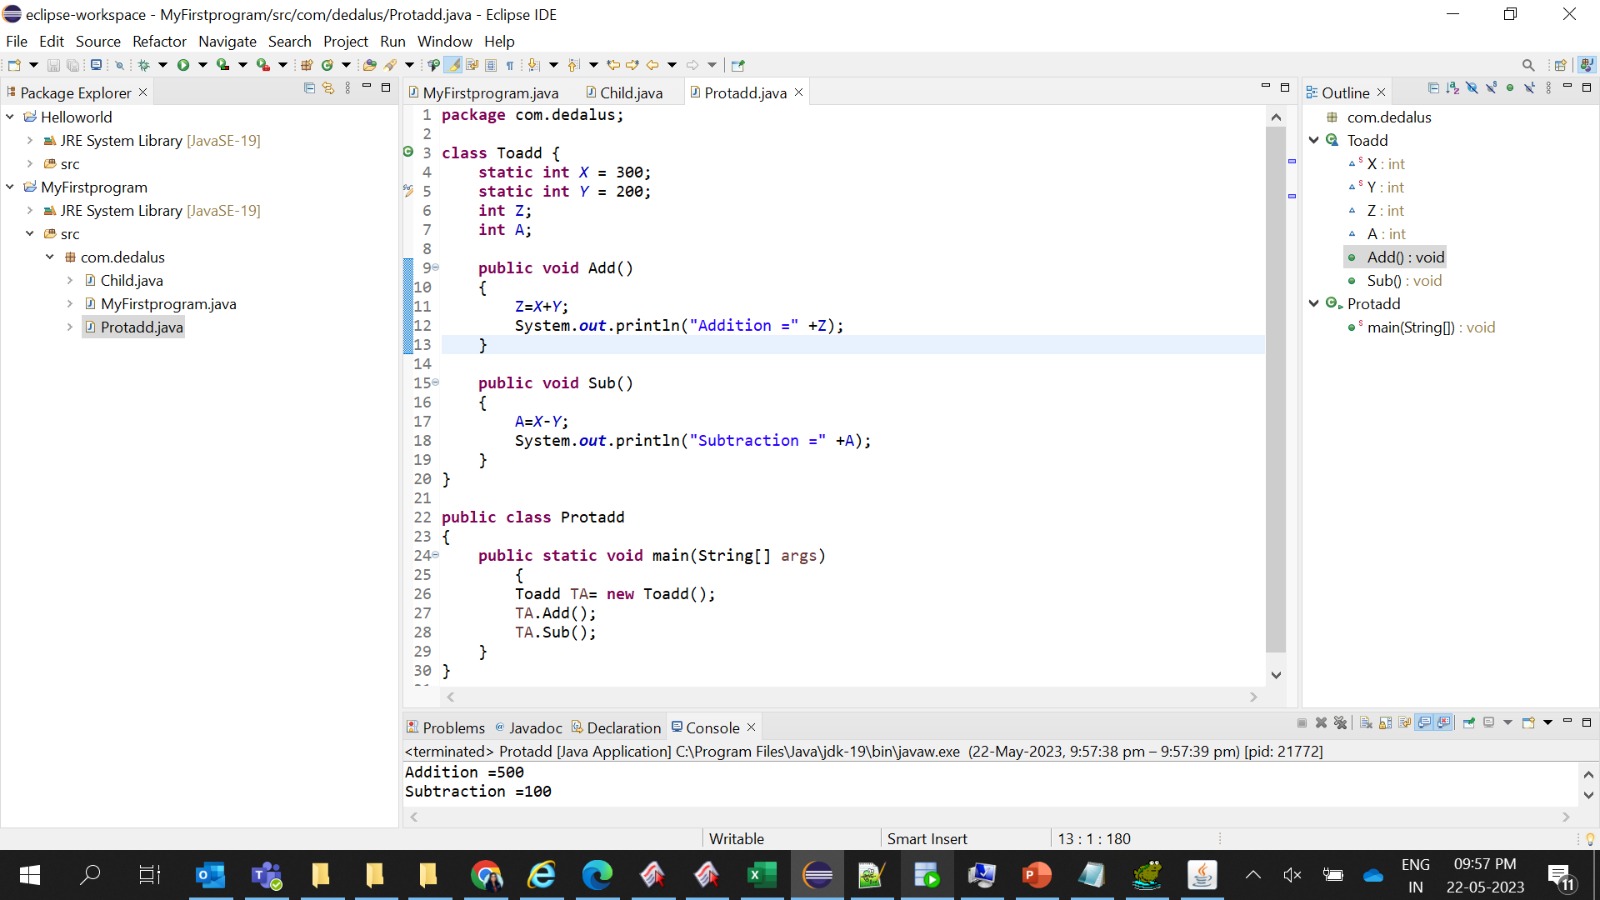 eclipse-workspace - MyFirstprogram/src/com/dedalus/Protadd.java - Eclipse IDE
File Edit Source Refactor Navigate Search Project Run Window Help
Package Explorer
Helloworld
JRE System Library [JavaSE-19]
src
MyFirstprogram
JRE System Library [JavaSE-19]
src
com.dedalus
Child.java
MyFirstprogram.java
Protadd.java
MyFirstprogram.java Child.java Protadd.java
1 package com.dedalus;
2
3 class Toadd {
4 static int X = 300;
5 static int Y = 200;
6 int Z;
7 int A;
8
9 public void Add()
10 {
11 Z=X+Y;
12 System.out.println("Addition =" +Z);
13 }
14
15 public void Sub()
16 {
17 A=X-Y;
18 System.out.println("Subtraction =" +A);
19 }
20 }
21
22 public class Protadd
23 {
24 public static void main(String[] args)
25 {
26 Toadd TA= new Toadd();
27 TA.Add();
28 TA.Sub();
29 }
30 }
Outline
com.dedalus
Toadd
X : int
Y : int
Z : int
A : int
Add() : void
Sub() : void
Protadd
main(String[]) : void
Problems Javadoc Declaration Console
<terminated> Protadd [Java Application] C:\Program Files\Java\jdk-19\bin\javaw.exe (22-May-2023, 9:57:38 pm – 9:57:39 pm) [pid: 21772]
Addition =500
Subtraction =100
Writable Smart Insert 13 : 1 : 180
ENG
IN
09:57 PM
22-05-2023
11